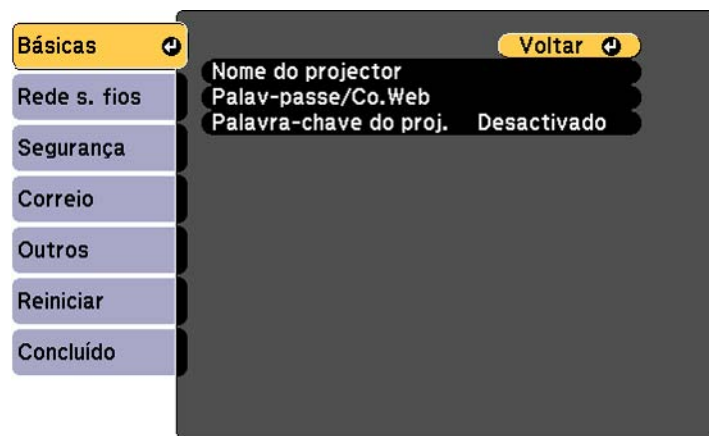 Básicas
Voltar
Nome do projector
Palav-passe/Co.Web
Palavra-chave do proj. Desactivado
Rede s. fios
Segurança
Correio
Outros
Reiniciar
Concluído